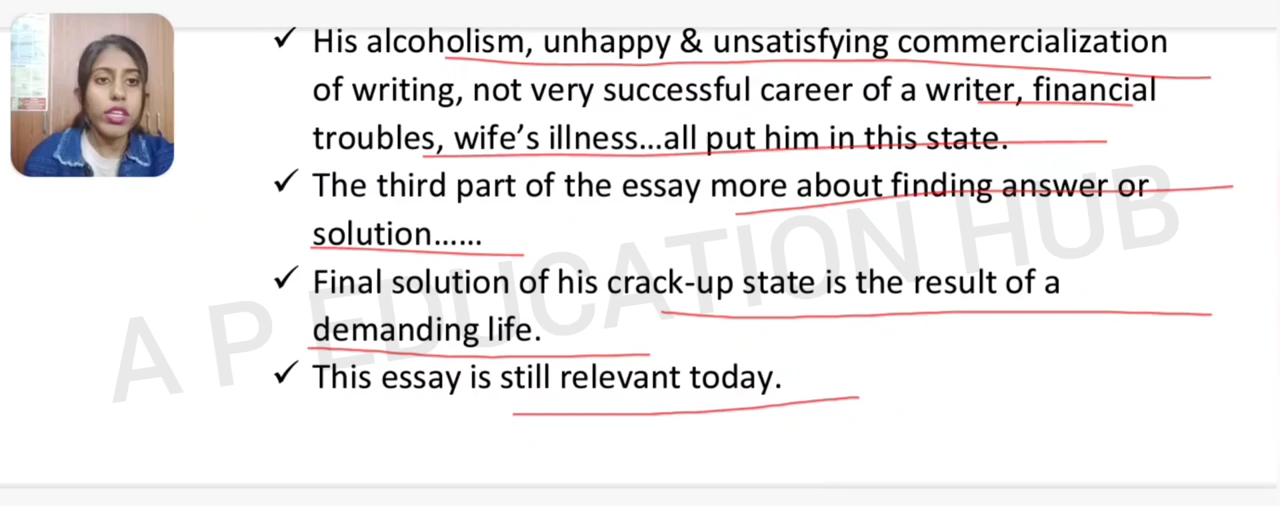 ✓ His alcoholism, unhappy & unsatisfying commercialization
of writing, not very successful career of a writer, financial
troubles, wife’s illness...all put him in this state.
✓ The third part of the essay more about finding answer or
solution......
✓ Final solution of his crack-up state is the result of a
demanding life.
✓ This essay is still relevant today.
A P EDUCATION HUB